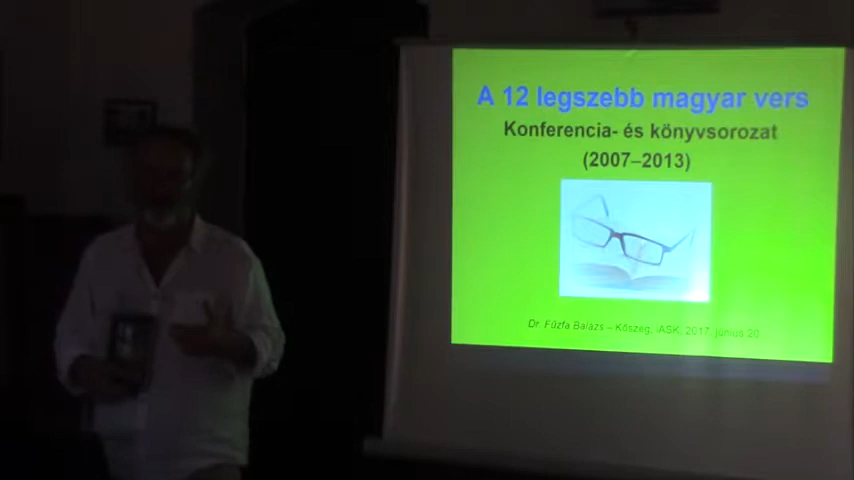 A 12 legszebb magyar vers
Konferencia- és könyvsorozat
(2007–2013)
Dr. Fűzfa Balázs – Kőszeg, iASK, 2017. június 20.